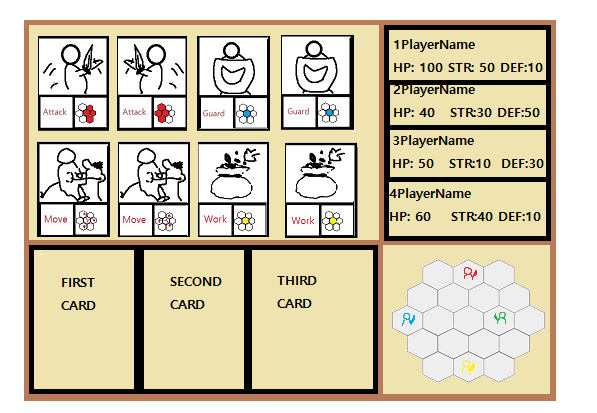 Attack
Attack
Guard
Guard
Move
Move
Work
Work
1PlayerName
HP: 100 STR: 50 DEF:10
2PlayerName
HP: 40 STR:30 DEF:50
3PlayerName
HP: 50 STR:10 DEF:30
4PlayerName
HP: 60 STR:40 DEF:10
FIRST
CARD
SECOND
CARD
THIRD
CARD